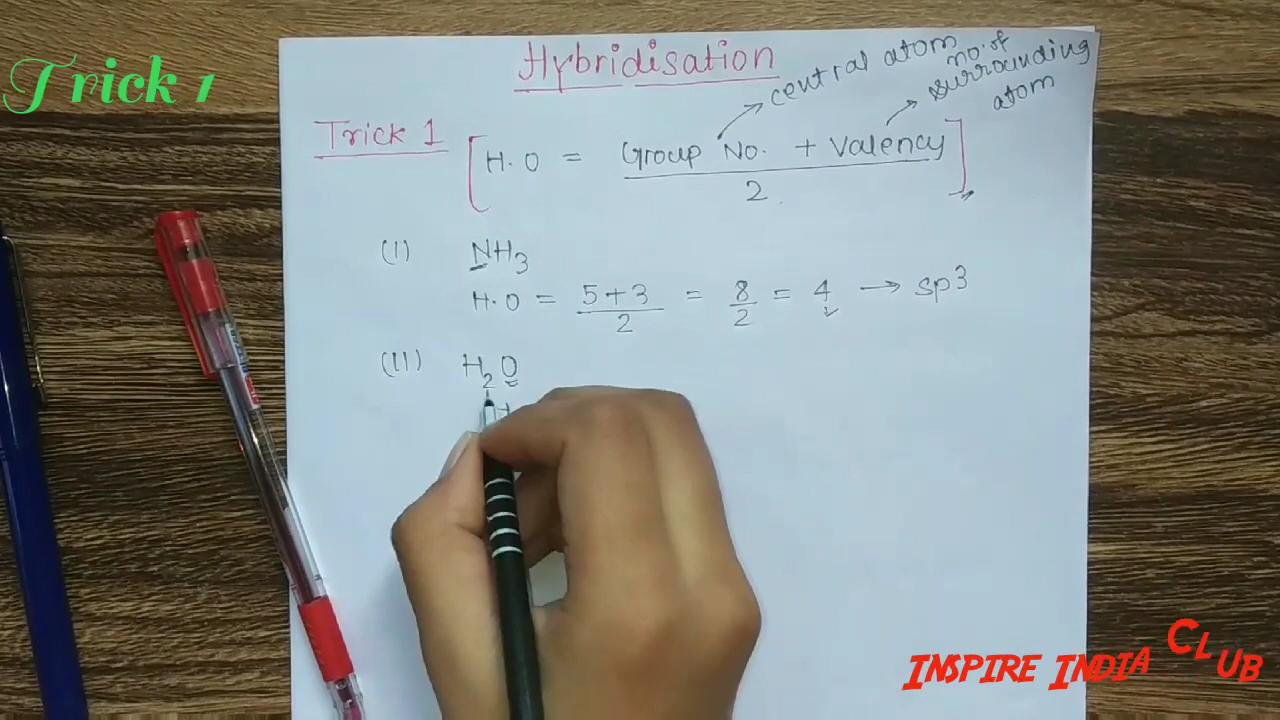 Trick 1
Hybridisation
central atom
no. of
surrounding
atom
Trick 1 [H.O = Group No. + Valency]
2
(I) NH3
H.O = 5+3 = 8 = 4 → sp3
2 2
(II) H2O
H
INSPIRE INDIA CLUB